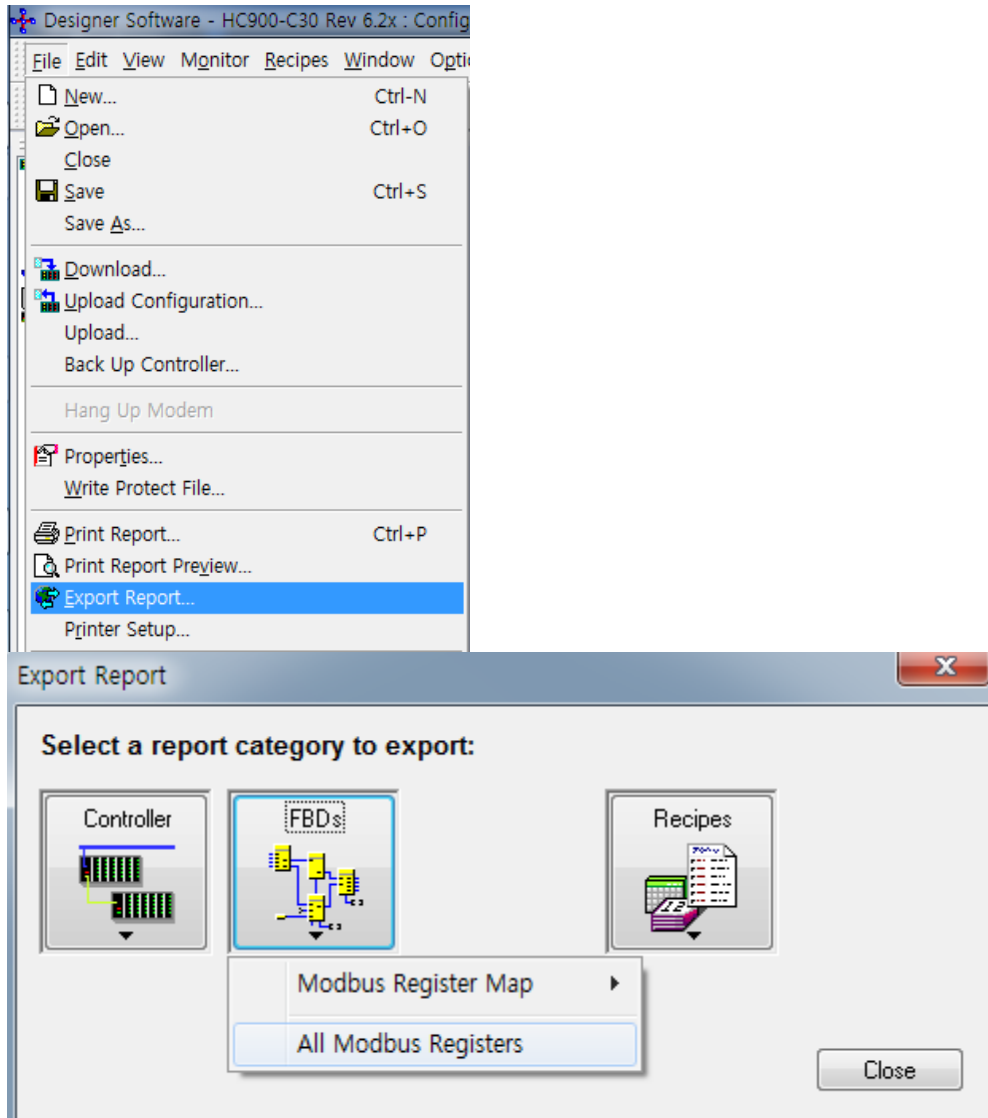 Designer Software - HC900-C30 Rev 6.2x : Config
File Edit View Monitor Recipes Window Opti
New... Ctrl-N
Open... Ctrl+O
Close
Save Ctrl+S
Save As...
Download...
Upload Configuration...
Upload...
Back Up Controller...
Hang Up Modem
Properties...
Write Protect File...
Print Report... Ctrl+P
Print Report Preview...
Export Report...
Printer Setup...
Export Report
Select a report category to export:
Controller FBDs Recipes
Modbus Register Map
All Modbus Registers
Close